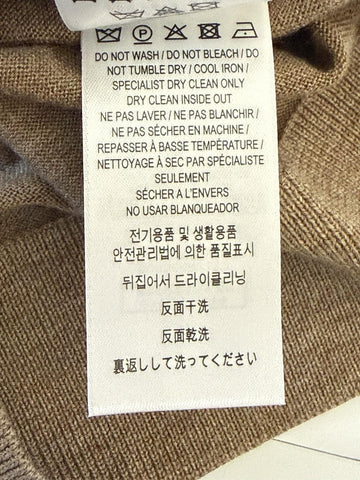 DO NOT WASH / DO NOT BLEACH /
DO NOT TUMBLE DRY / COOL IRON /
SPECIALIST DRY CLEAN ONLY
DRY CLEAN INSIDE OUT
NE PAS LAVER / NE PAS BLANCHIR /
NE PAS SÉCHER EN MACHINE /
REPASSER À BASSE TEMPÉRATURE /
NETTOYAGE À SEC PAR SPÉCIALISTE
SEULEMENT
SÉCHER A L'ENVERS
NO USAR BLANQUEADOR
전기용품 및 생활용품
안전관리법에 의한 품질표시
뒤집어서 드라이클리닝
反面干洗
反面乾洗
裏返しして洗ってください